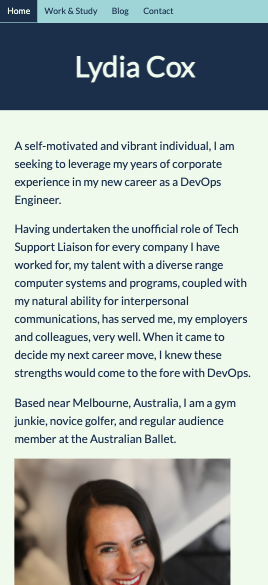 Home Work & Study Blog Contact
Lydia Cox
A self-motivated and vibrant individual, I am
seeking to leverage my years of corporate
experience in my new career as a DevOps
Engineer.
Having undertaken the unofficial role of Tech
Support Liaison for every company I have
worked for, my talent with a diverse range
computer systems and programs, coupled with
my natural ability for interpersonal
communications, has served me, my employers
and colleagues, very well. When it came to
decide my next career move, I knew these
strengths would come to the fore with DevOps.
Based near Melbourne, Australia, I am a gym
junkie, novice golfer, and regular audience
member at the Australian Ballet.